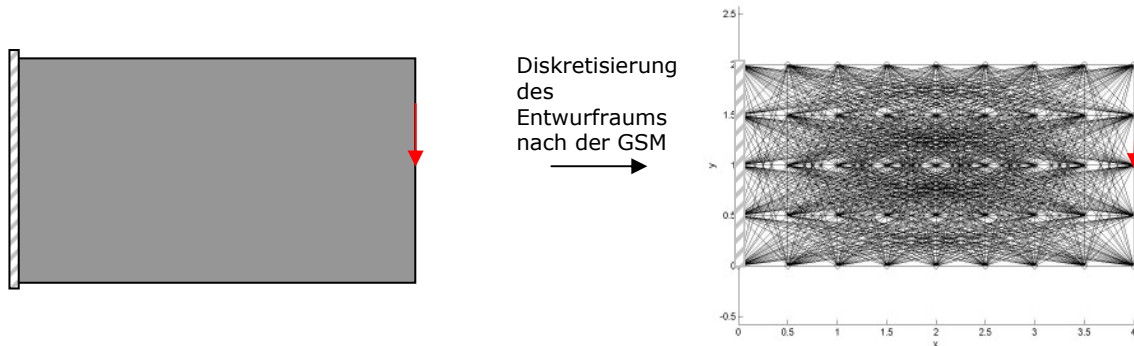 Diskretisierung
des
Entwurfraums
nach der GSM
2.5
2
1.5
1
0.5
0
-0.5
y
0 0.5 1 1.5 2 2.5 3 3.5 4
x